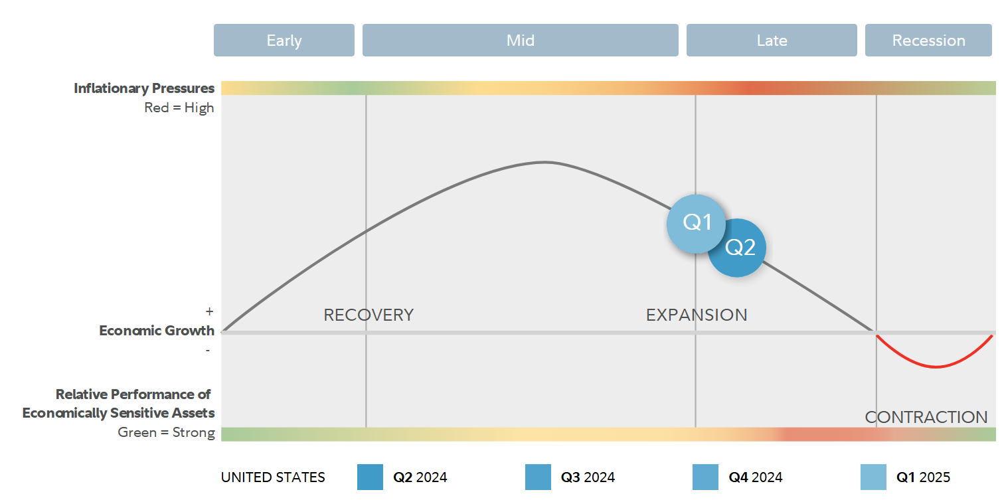 Early
Mid
Late
Recession
Inflationary Pressures
Red = High
Q1
Q2
RECOVERY
EXPANSION
+
Economic Growth
-
Relative Performance of
Economically Sensitive Assets
Green = Strong
CONTRACTION
UNITED STATES
Q2 2024
Q3 2024
Q4 2024
Q1 2025